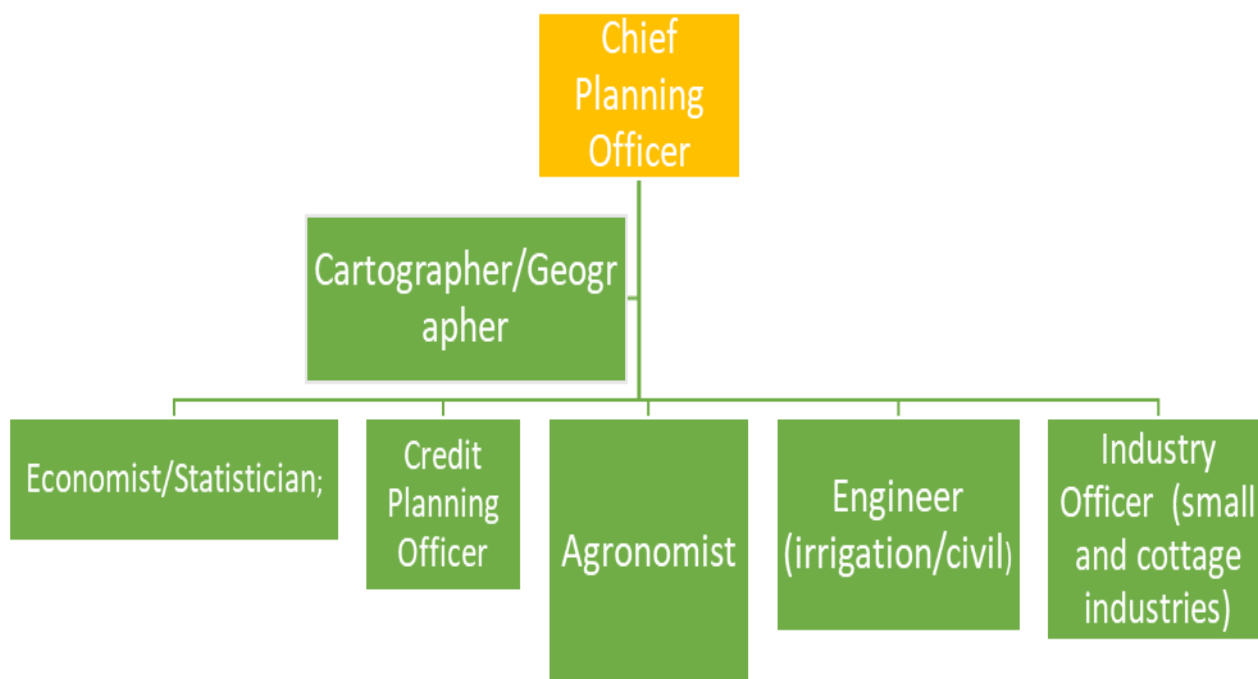 Chief
Planning
Officer
Cartographer/Geogr
apher
Economist/Statistician;
Credit
Planning
Officer
Agronomist
Engineer
(irrigation/civil)
Industry
Officer (small
and cottage
industries)